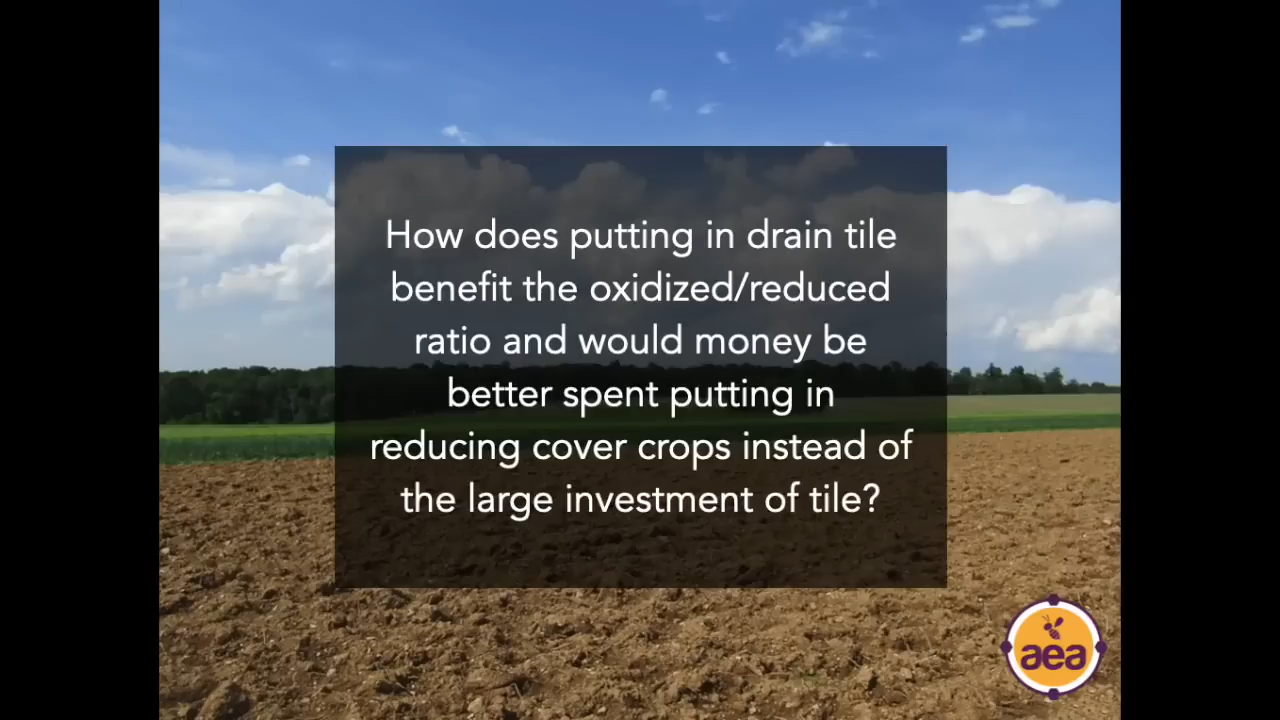 How does putting in drain tile
benefit the oxidized/reduced
ratio and would money be
better spent putting in
reducing cover crops instead of
the large investment of tile?
aea